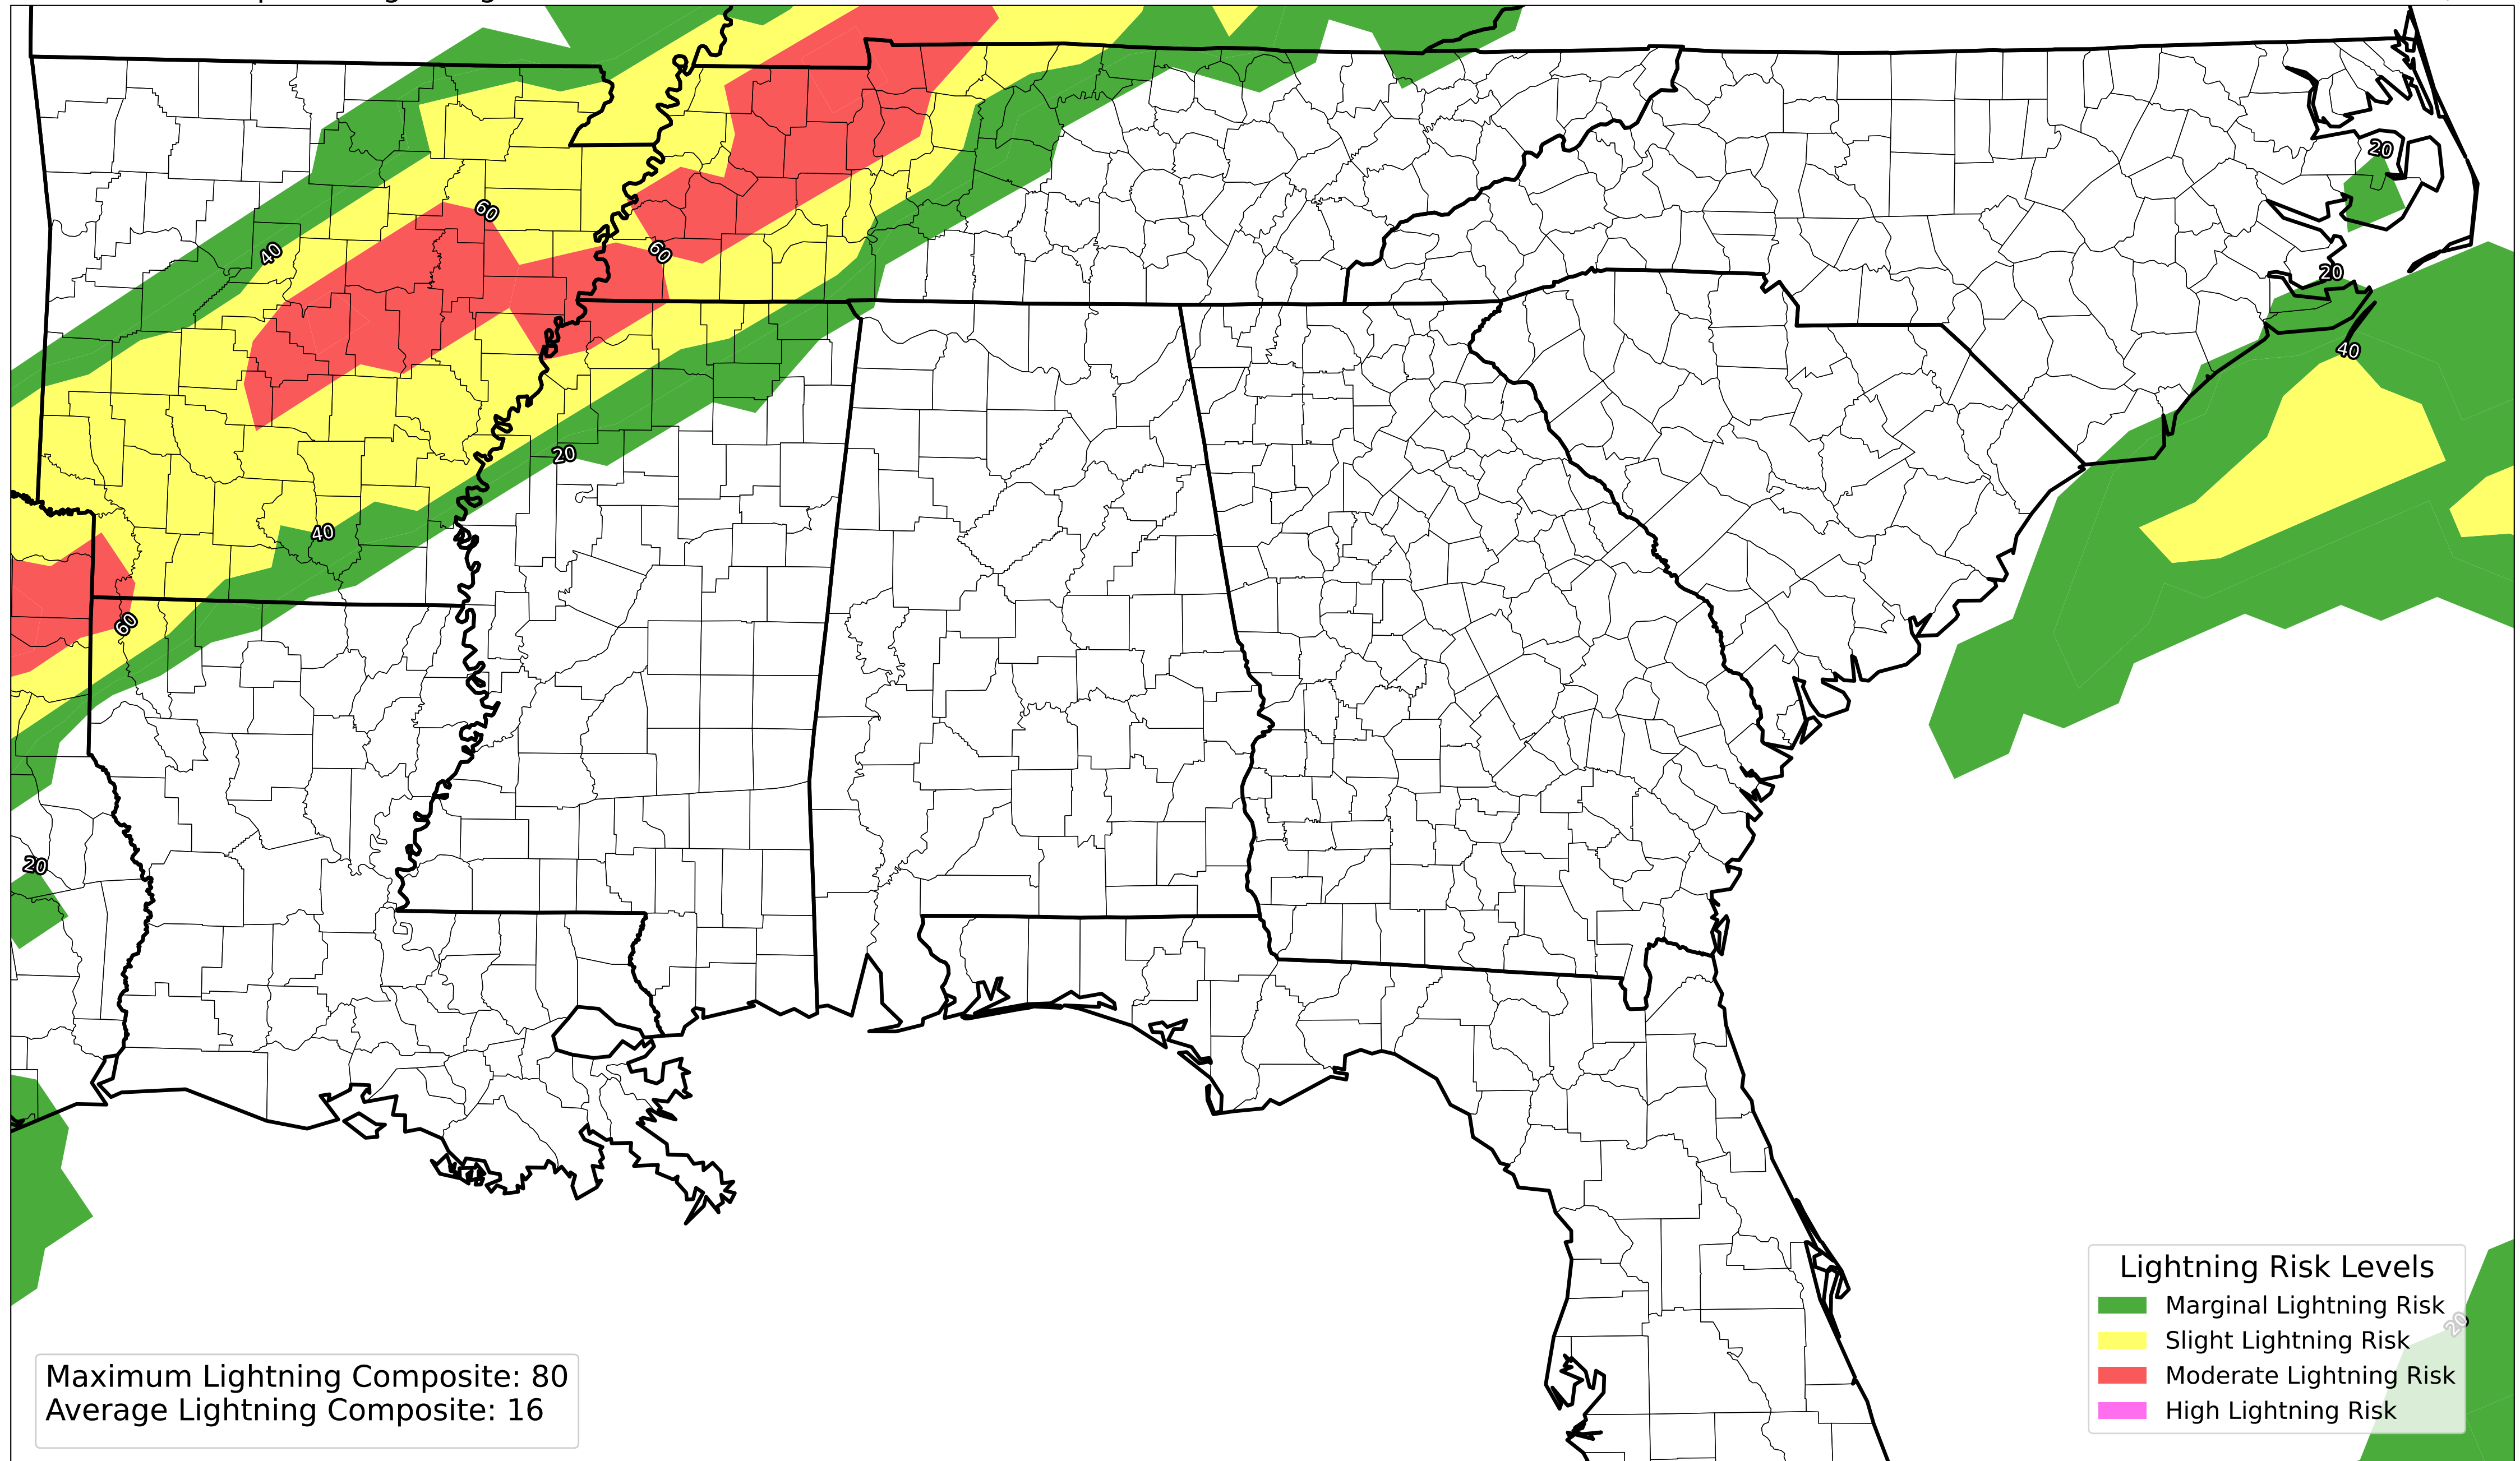 20
60
40
60
20
40
20
40
60
20
Lightning Risk Levels
Marginal Lightning Risk
20
Slight Lightning Risk
Maximum Lightning Composite: 80
Moderate Lightning Risk
Average Lightning Composite: 16
High Lightning Risk